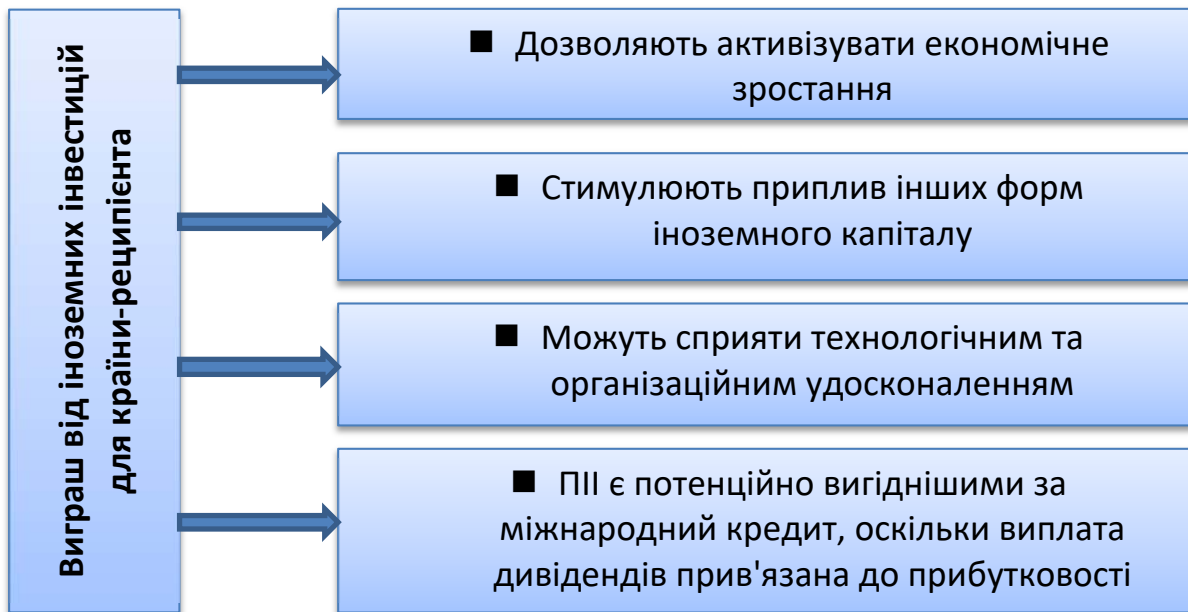 Виграш від іноземних інвестицій
для країни-реципієнта
■ Дозволяють активізувати економічне
зростання
■ Стимулюють приплив інших форм
іноземного капіталу
■ Можуть сприяти технологічним та
організаційним удосконаленням
■ ПІІ є потенційно вигіднішими за
міжнародний кредит, оскільки виплата
дивідендів прив'язана до прибутковості